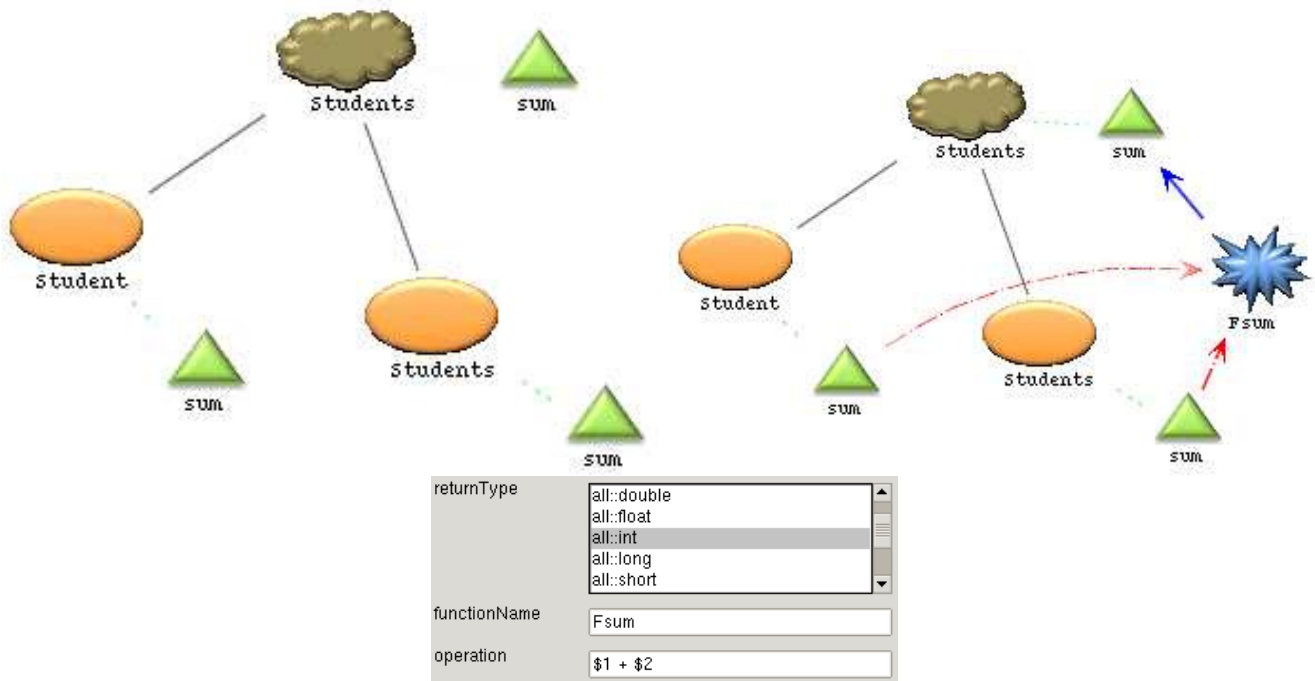 Students
sum
Student
sum
Students
sum
Students
sum
Student
sum
Students
sum
Fsum
returnType
all::double
all::float
all::int
all::long
all::short
functionName
Fsum
operation
$1 + $2